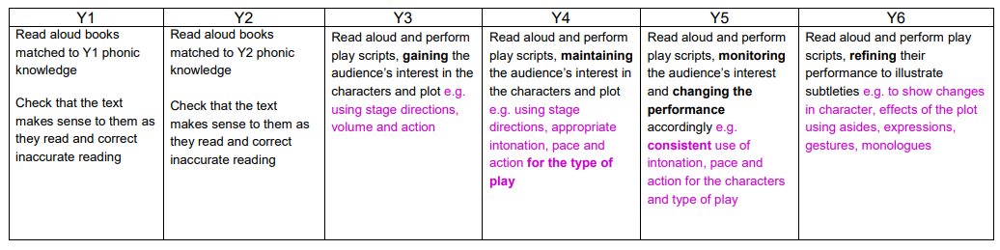 Y1
Read aloud books
matched to Y1 phonic
knowledge
Check that the text
makes sense to them as
they read and correct
inaccurate reading
Y2
Read aloud books
matched to Y2 phonic
knowledge
Check that the text
makes sense to them as
they read and correct
inaccurate reading
Y3
Read aloud and perform
play scripts, gaining the
audience’s interest in the
characters and plot e.g.
using stage directions,
volume and action
Y4
Read aloud and perform
play scripts, maintaining
the audience’s interest in
the characters and plot
e.g. using stage
directions, appropriate
intonation, pace and
action for the type of
play
Y5
Read aloud and perform
play scripts, monitoring
the audience’s interest
and changing the
performance
accordingly e.g.
consistent use of
intonation, pace and
action for the characters
and type of play
Y6
Read aloud and perform play
scripts, refining their
performance to illustrate
subtleties e.g. to show changes
in character, effects of the plot
using asides, expressions,
gestures, monologues